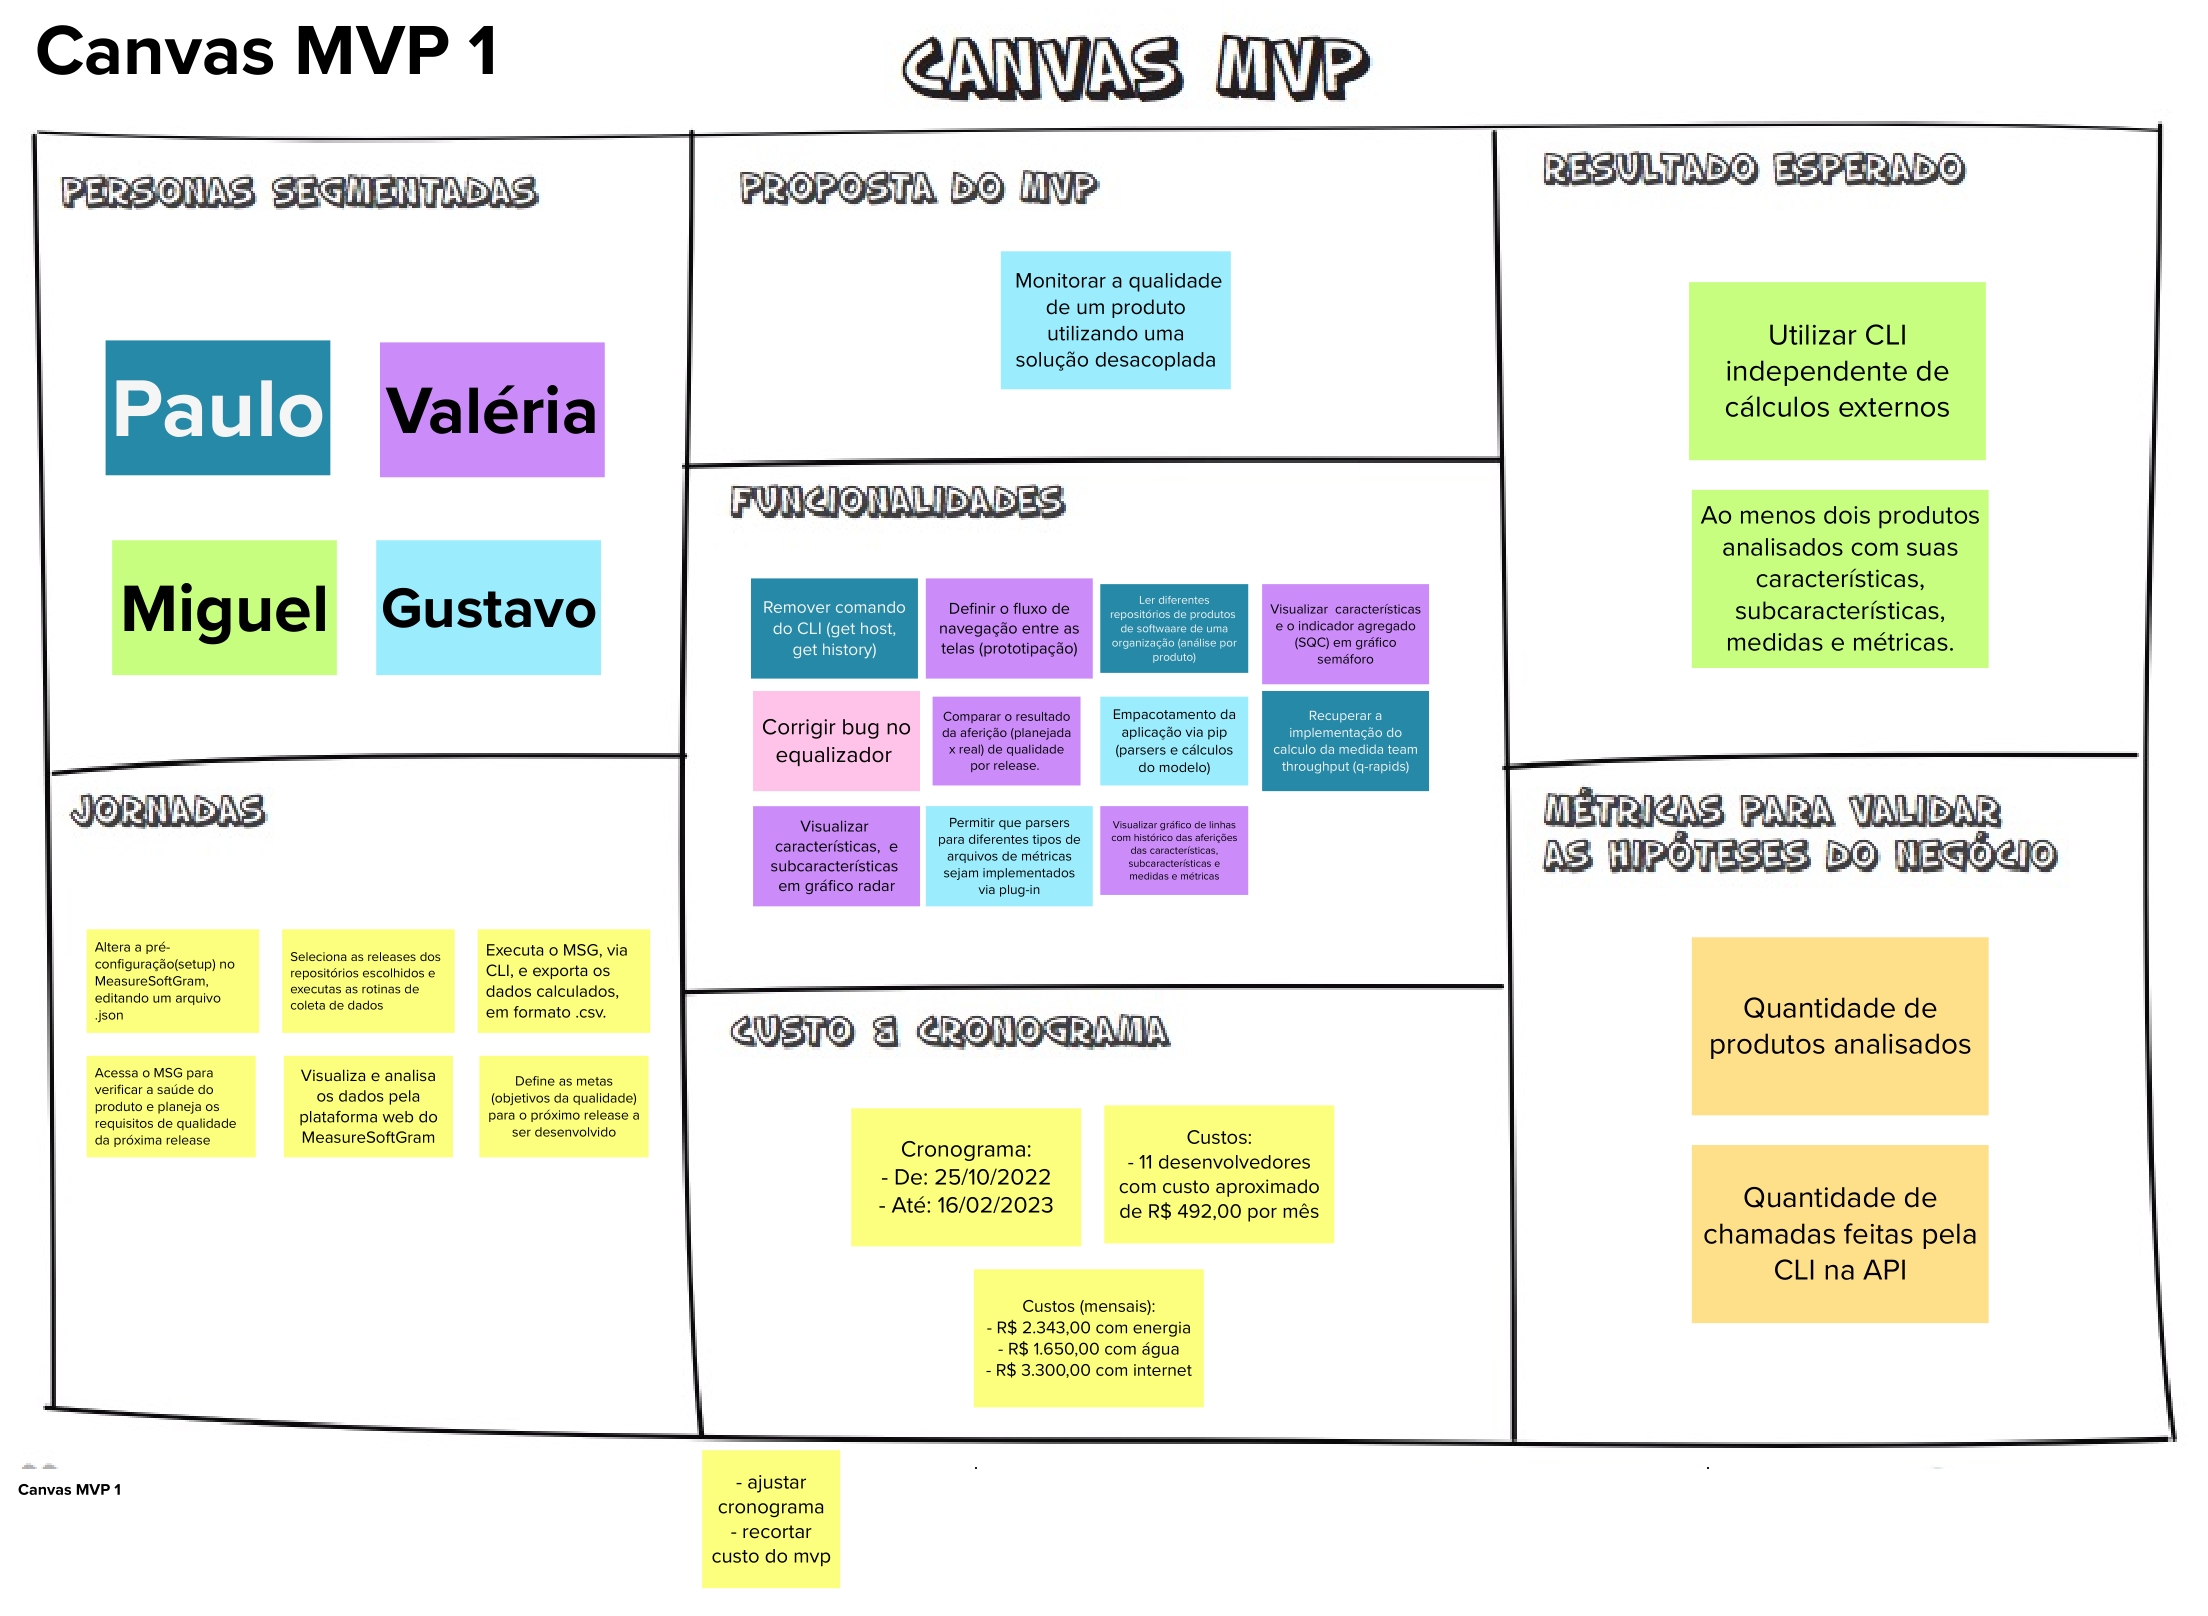 Canvas MVP 1
CANVAS MVP
PERSONAS SEGMENTADAS
Paulo
Valéria
Miguel
Gustavo
PROPOSTA DO MVP
Monitorar a qualidade
de um produto
utilizando uma
solução desacoplada
RESULTADO ESPERADO
Utilizar CLI
independente de
cálculos externos
Ao menos dois produtos
analisados com suas
características,
subcaracterísticas,
medidas e métricas.
FUNCIONALIDADES
Remover comando
do CLI (get host,
get history)
Definir o fluxo de
navegação entre as
telas (prototipação)
Ler diferentes
repositórios de produtos
de softwaare de uma
organização (análise por
produto)
Visualizar características
e o indicador agregado
(SQC) em gráfico
semáforo
Corrigir bug no
equalizador
Comparar o resultado
da aferição (planejada
x real) de qualidade
por release.
Empacotamento da
aplicação via pip
(parsers e cálculos
do modelo)
Recuperar a
implementação do
calculo da medida team
throughput (q-rapids)
Visualizar
características, e
subcaracterísticas
em gráfico radar
Permitir que parsers
para diferentes tipos de
arquivos de métricas
sejam implementados
via plug-in
Visualizar gráfico de linhas
com histórico das aferições
das características,
subcaracterísticas e
medidas e métricas
JORNADAS
Altera a pré-
configuração(setup) no
MeasureSoftGram,
editando um arquivo
.json
Seleciona as releases dos
repositórios escolhidos e
executas as rotinas de
coleta de dados
Executa o MSG, via
CLI, e exporta os
dados calculados,
em formato .csv.
Acessa o MSG para
verificar a saúde do
produto e planeja os
requisitos de qualidade
da próxima release
Visualiza e analisa
os dados pela
plataforma web do
MeasureSoftGram
Define as metas
(objetivos da qualidade)
para o próximo release a
ser desenvolvido
CUSTO & CRONOGRAMA
Cronograma:
- De: 25/10/2022
- Até: 16/02/2023
Custos:
- 11 desenvolvedores
com custo aproximado
de R$ 492,00 por mês
Custos (mensais):
- R$ 2.343,00 com energia
- R$ 1.650,00 com água
- R$ 3.300,00 com internet
MÉTRICAS PARA VALIDAR
AS HIPÓTESES DO NEGÓCIO
Quantidade de
produtos analisados
Quantidade de
chamadas feitas pela
CLI na API
Canvas MVP 1
- ajustar
cronograma
- recortar
custo do mvp